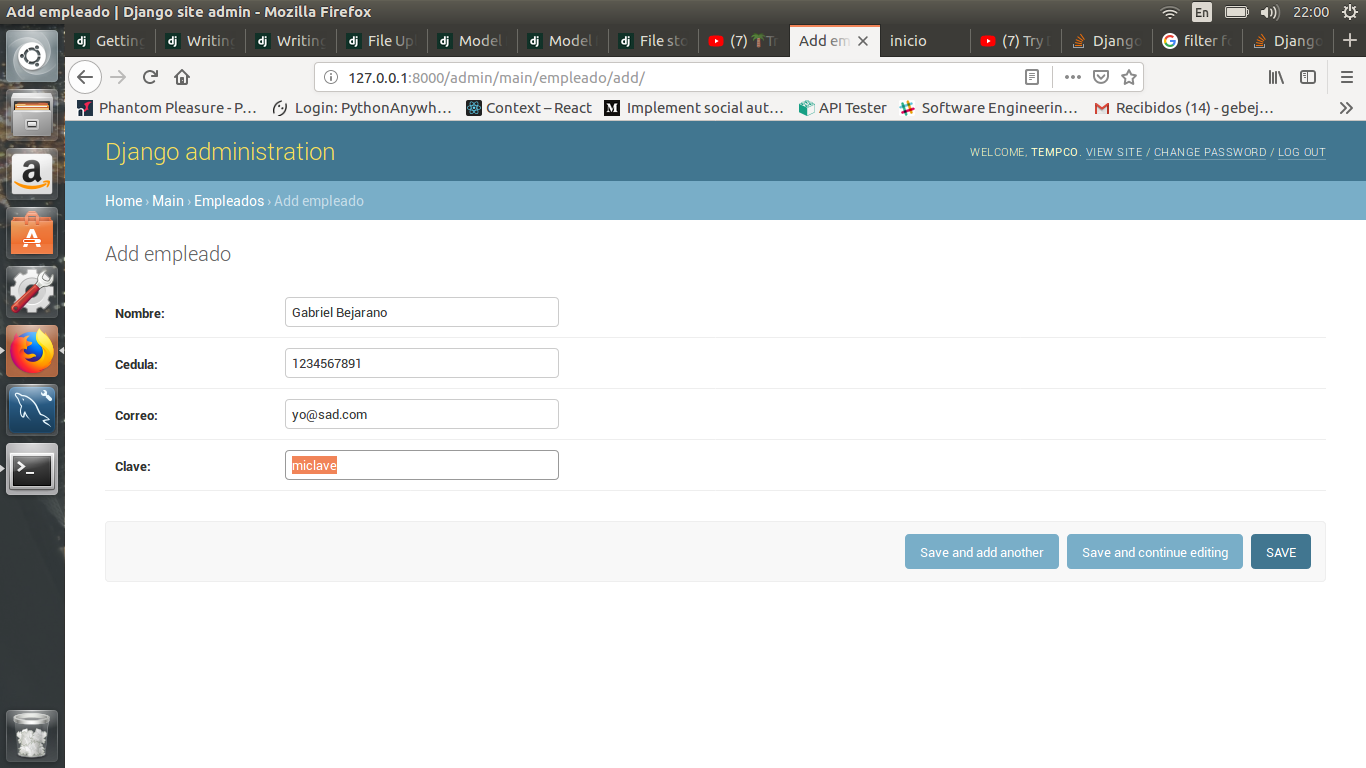 Add empleado | Django site admin - Mozilla Firefox
En
22:00
dj Getting
dj Writing
dj Writing
dj File Up
dj Model
dj Model
dj File sto
(7) 🌴Tr
Add em
inicio
(7) Try D
Django
filter fo
Django
127.0.0.1:8000/admin/main/empleado/add/
Phantom Pleasure - P…
Login: PythonAnywh…
Context – React
Implement social aut…
API Tester
Software Engineerin…
Recibidos (14) - gebej…
Django administration
WELCOME, TEMPCO. VIEW SITE / CHANGE PASSWORD / LOG OUT
Home › Main › Empleados › Add empleado
Add empleado
Nombre: Gabriel Bejarano
Cedula: 1234567891
Correo: yo@sad.com
Clave: miclave
Save and add another
Save and continue editing
SAVE